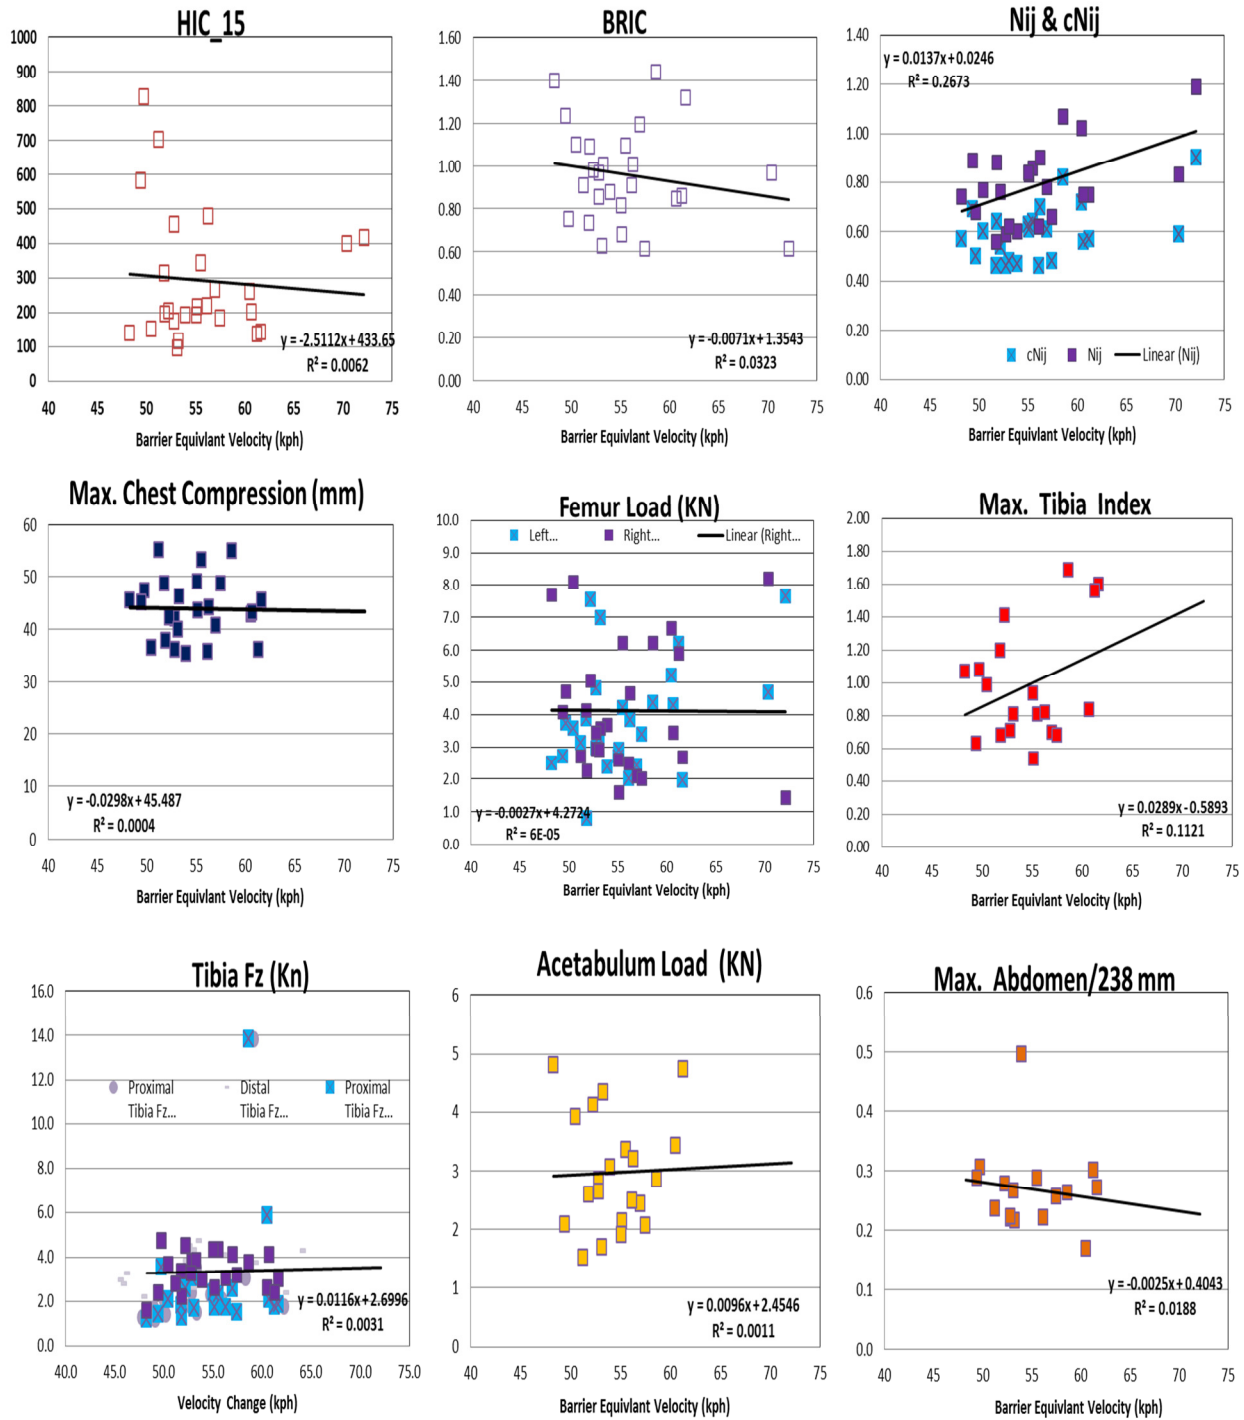 HIC_15
1000
900
800
700
600
500
400
300
200
100
0
y = -2.5112x + 433.65
R² = 0.0062
40 45 50 55 60 65 70 75
Barrier Equivlant Velocity (kph)
BRIC
1.60
1.40
1.20
1.00
0.80
0.60
0.40
0.20
0.00
y = -0.0071x + 1.3543
R² = 0.0323
40 45 50 55 60 65 70 75
Barrier Equivlant Velocity (kph)
Nij & cNij
1.40
1.20
1.00
0.80
0.60
0.40
0.20
0.00
y = 0.0137x + 0.0246
R² = 0.2673
cNij Nij Linear (Nij)
40 45 50 55 60 65 70 75
Barrier Equivlant Velocity (kph)
Max. Chest Compression (mm)
60
50
40
30
20
10
0
y = -0.0298x + 45.487
R² = 0.0004
40 45 50 55 60 65 70 75
Barrier Equivlant Velocity (kph)
Femur Load (KN)
10.0
9.0
8.0
7.0
6.0
5.0
4.0
3.0
2.0
1.0
0.0
Left... Right... Linear (Right...
y = -0.0027x + 4.2724
R² = 6E-05
40 45 50 55 60 65 70 75
Barrier Equivlant Velocity (kph)
Max. Tibia Index
2.00
1.80
1.60
1.40
1.20
1.00
0.80
0.60
0.40
0.20
0.00
y = 0.0289x - 0.5893
R² = 0.1121
40 45 50 55 60 65 70 75
Barrier Equivlant Velocity (kph)
Tibia Fz (Kn)
16.0
14.0
12.0
10.0
8.0
6.0
4.0
2.0
0.0
Proximal Distal Proximal
Tibia Fz... Tibia Fz... Tibia Fz...
y = 0.0116x + 2.6996
R² = 0.0031
40.0 45.0 50.0 55.0 60.0 65.0 70.0 75.0
Velocity Change (kph)
Acetabulum Load (KN)
6
5
4
3
2
1
0
y = 0.0096x + 2.4546
R² = 0.0011
40 45 50 55 60 65 70 75
Barrier Equivlant Velocity (kph)
Max. Abdomen/238 mm
0.6
0.5
0.4
0.3
0.2
0.1
0.0
y = -0.0025x + 0.4043
R² = 0.0188
40 45 50 55 60 65 70 75
Barrier Equivlant Velocity (kph)